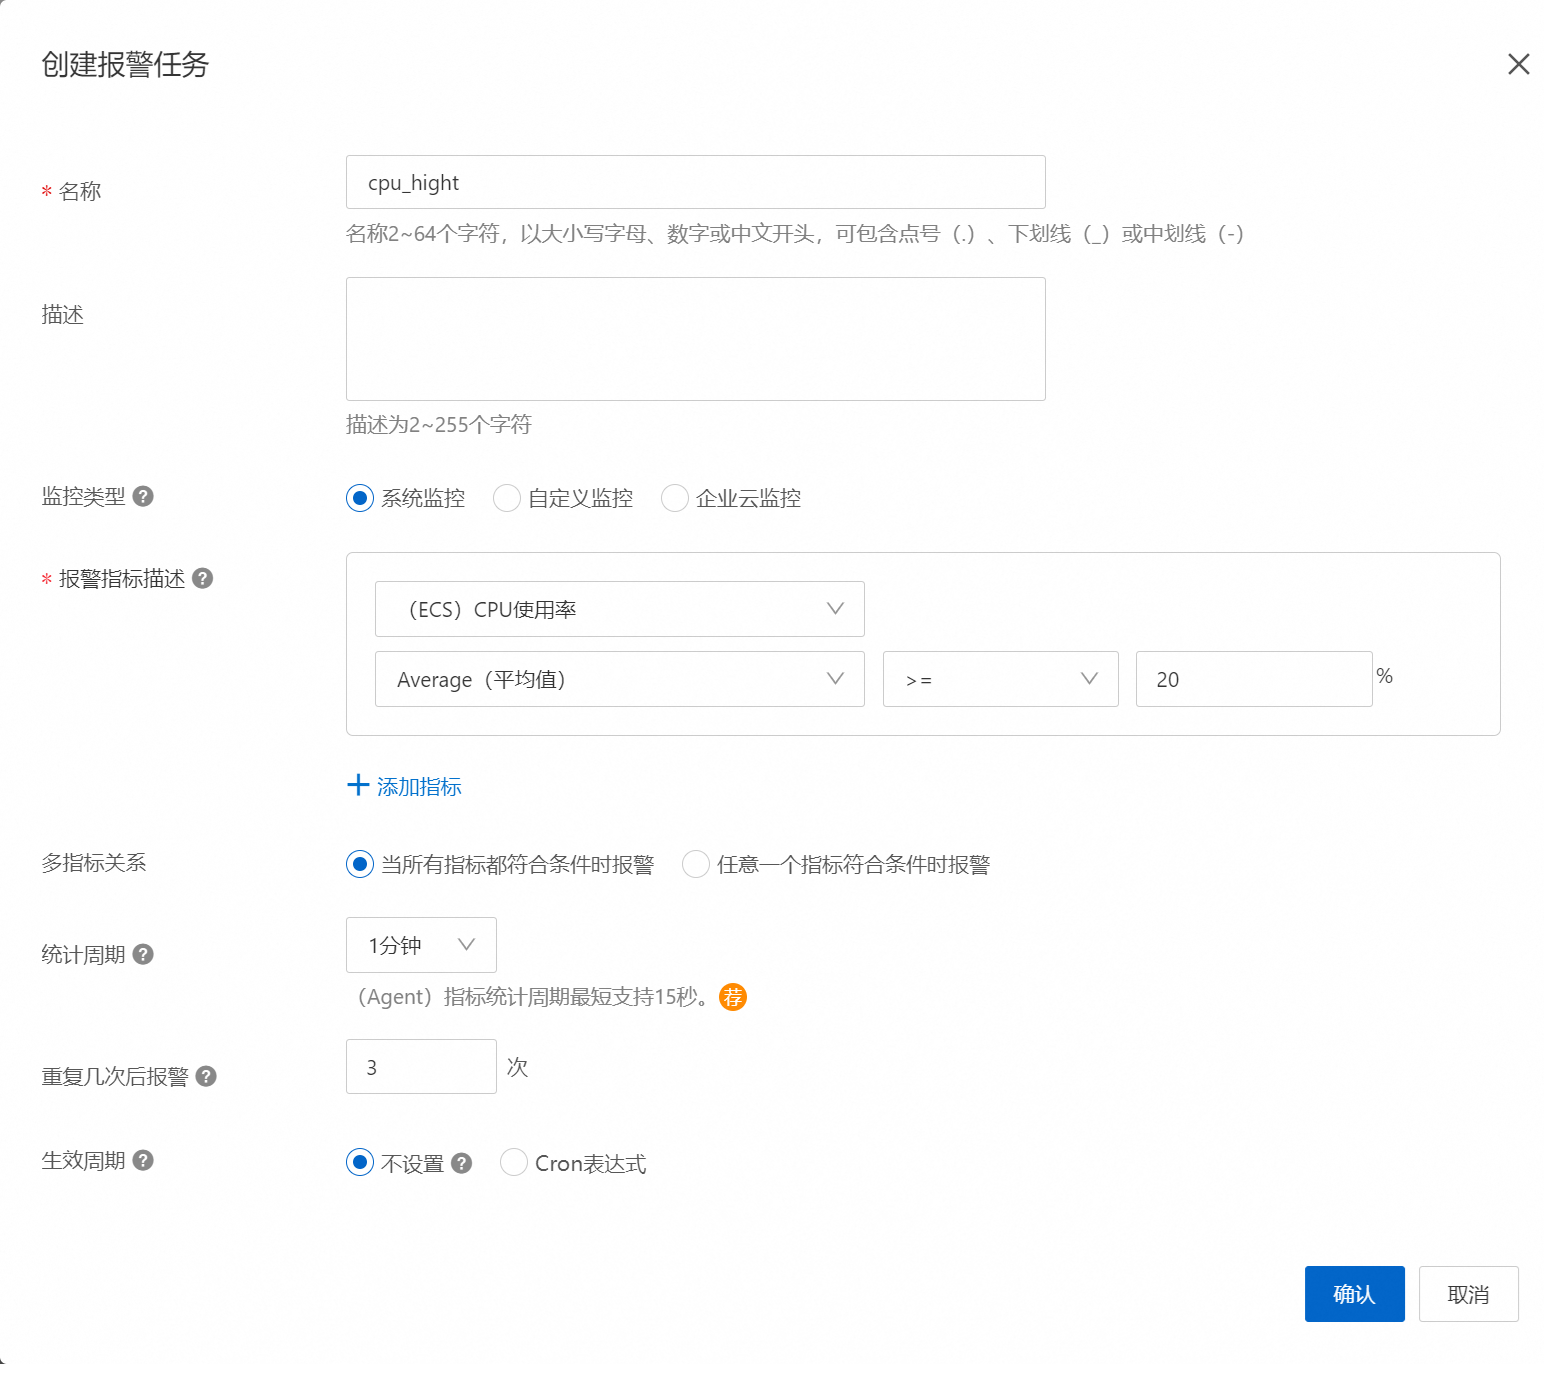 创建报警任务
* 名称
cpu_hight
名称2~64个字符，以大小写字母、数字或中文开头，可包含点号（.）、下划线（_）或中划线（-）
描述
描述为2~255个字符
监控类型 ?
系统监控 自定义监控 企业云监控
* 报警指标描述 ?
（ECS）CPU使用率
Average（平均值） >= 20 %
+ 添加指标
多指标关系
当所有指标都符合条件时报警 任意一个指标符合条件时报警
统计周期 ?
1分钟
（Agent）指标统计周期最短支持15秒。 荐
重复几次后报警 ?
3 次
生效周期 ?
不设置 ? Cron表达式
确认 取消